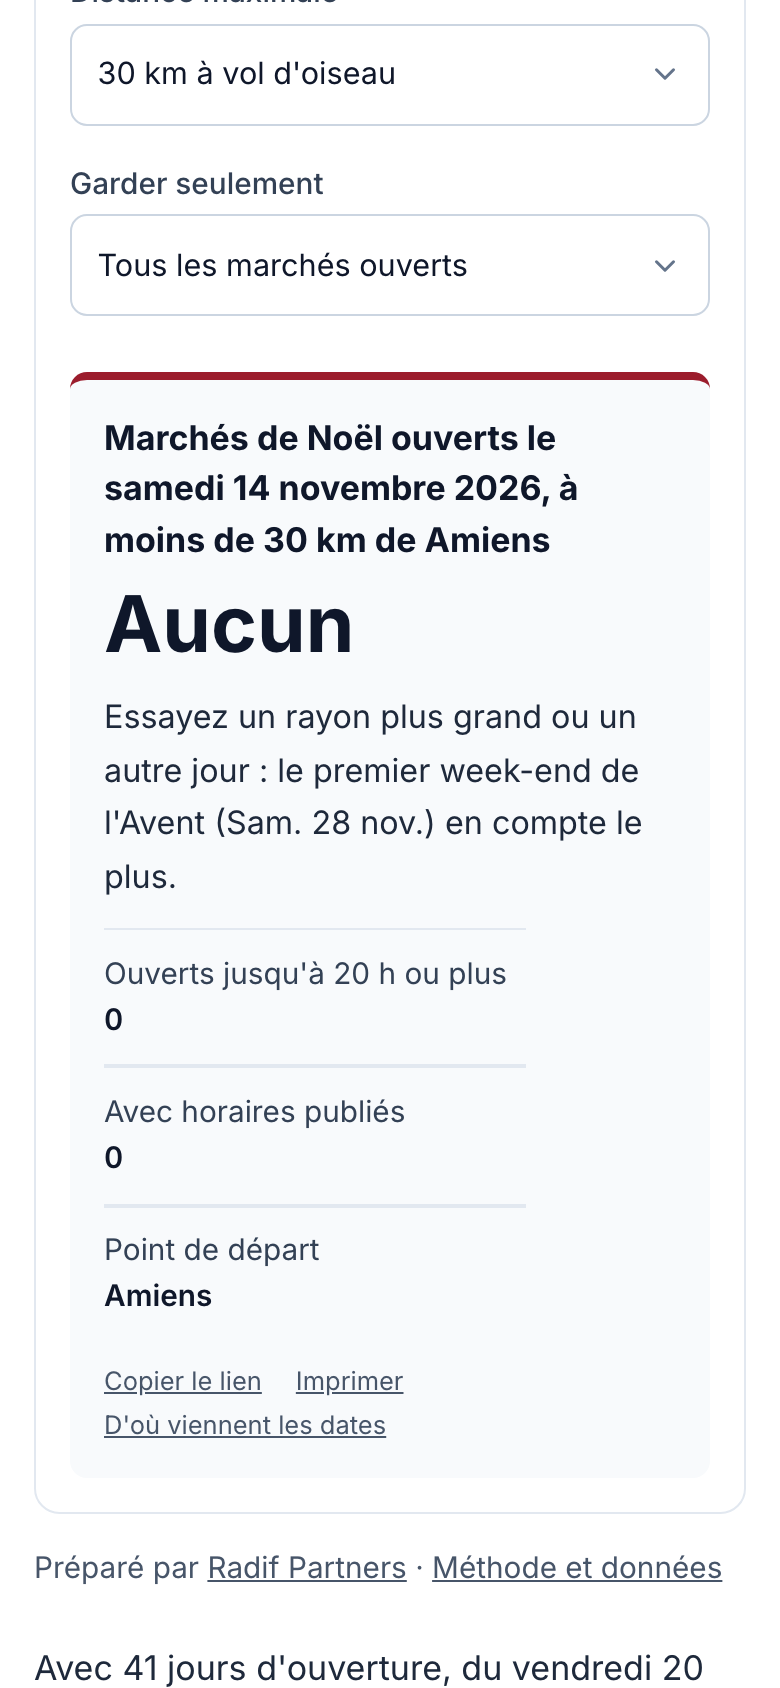 Distance maximale
30 km à vol d'oiseau
Garder seulement
Tous les marchés ouverts
Marchés de Noël ouverts le
samedi 14 novembre 2026, à
moins de 30 km de Amiens
Aucun
Essayez un rayon plus grand ou un
autre jour : le premier week-end de
l'Avent (Sam. 28 nov.) en compte le
plus.
Ouverts jusqu'à 20 h ou plus
0
Avec horaires publiés
0
Point de départ
Amiens
Copier le lien Imprimer
D'où viennent les dates
Préparé par Radif Partners · Méthode et données
Avec 41 jours d'ouverture, du vendredi 20